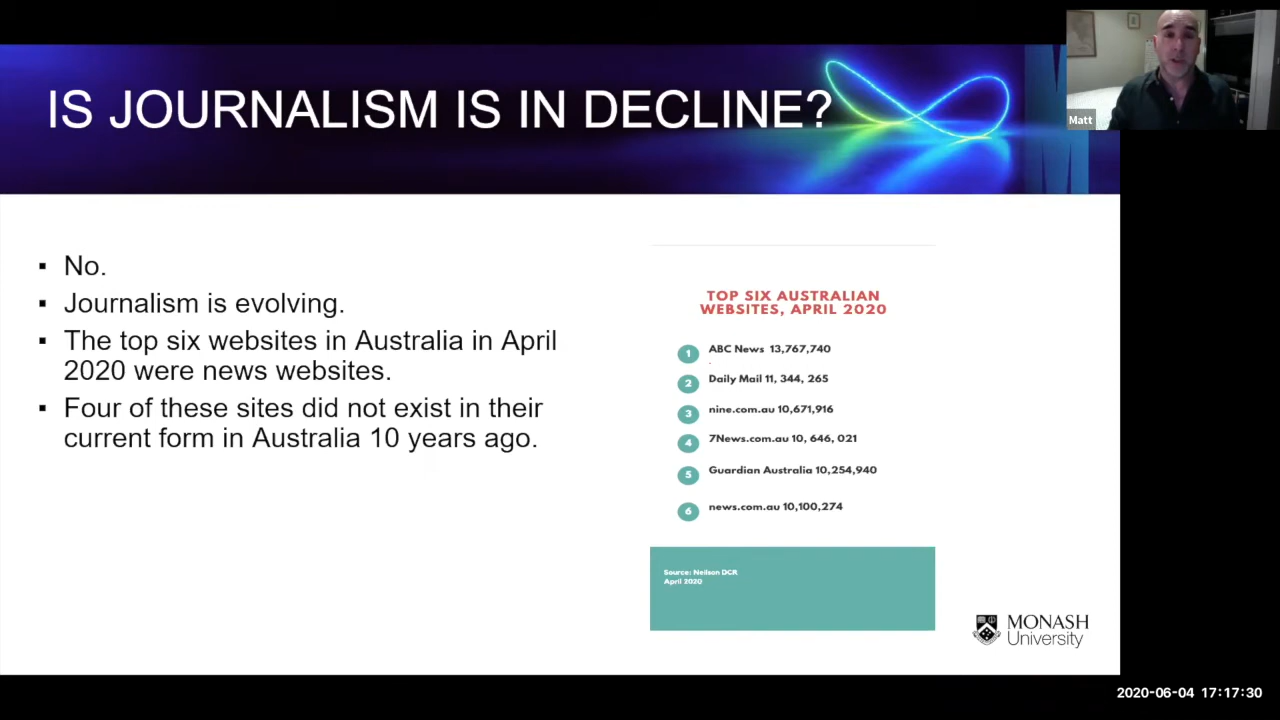 IS JOURNALISM IS IN DECLINE?
Matt
▪ No.
▪ Journalism is evolving.
▪ The top six websites in Australia in April
2020 were news websites.
▪ Four of these sites did not exist in their
current form in Australia 10 years ago.
TOP SIX AUSTRALIAN
WEBSITES, APRIL 2020
1 ABC News 13,767,740
2 Daily Mail 11, 344, 265
3 nine.com.au 10,671,916
4 7News.com.au 10, 646, 021
5 Guardian Australia 10,254,940
6 news.com.au 10,100,274
Source: Neilson DCR
April 2020
MONASH
University
2020-06-04 17:17:30